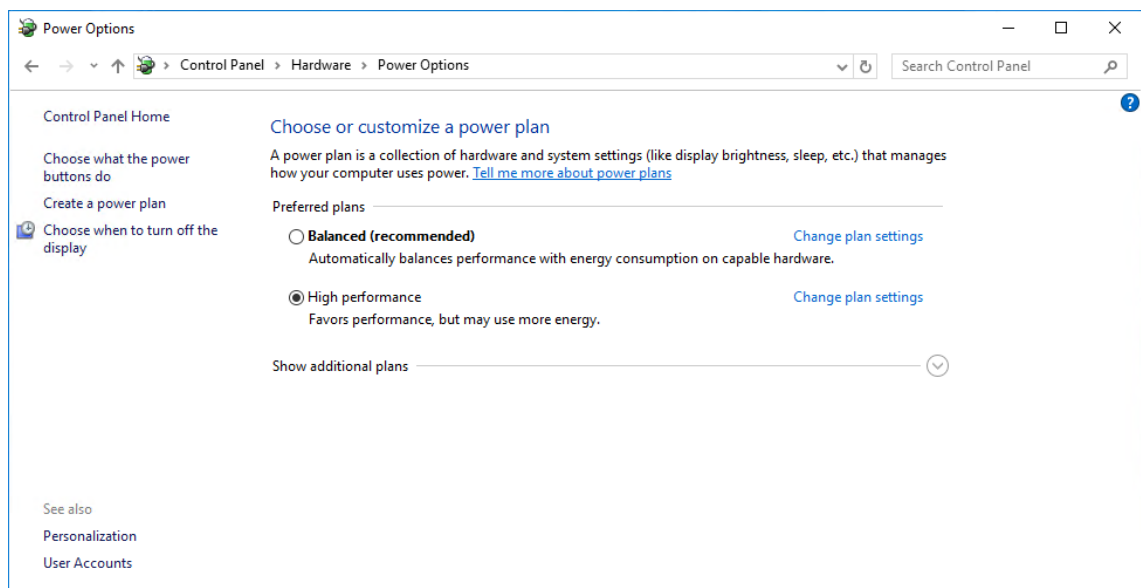 Power Options
Control Panel > Hardware > Power Options
Search Control Panel
?
Control Panel Home
Choose what the power
buttons do
Create a power plan
Choose when to turn off the
display
Choose or customize a power plan
A power plan is a collection of hardware and system settings (like display brightness, sleep, etc.) that manages
how your computer uses power. Tell me more about power plans
Preferred plans
Balanced (recommended) Change plan settings
Automatically balances performance with energy consumption on capable hardware.
High performance Change plan settings
Favors performance, but may use more energy.
Show additional plans
See also
Personalization
User Accounts